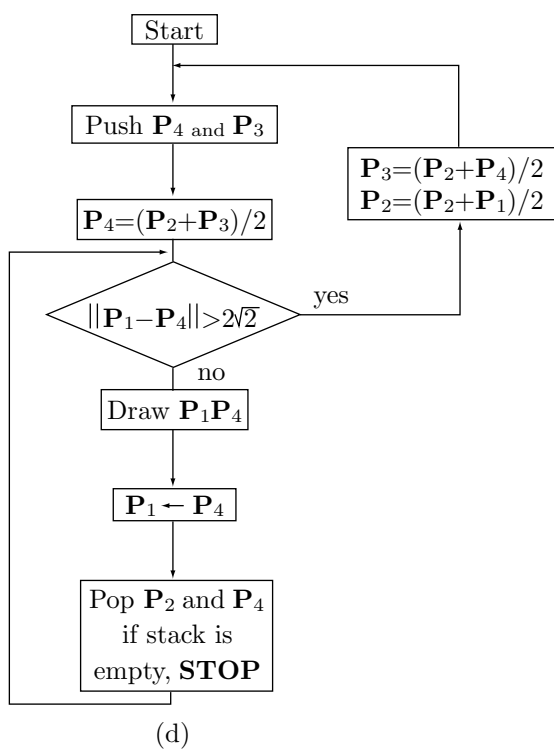 Start
Push P₄ and P₃
P₃=(P₂+P₄)/2
P₂=(P₂+P₁)/2
P₄=(P₂+P₃)/2
yes
||P₁−P₄||>2√2
no
Draw P₁P₄
P₁ ← P₄
Pop P₂ and P₄
if stack is
empty, STOP
(d)